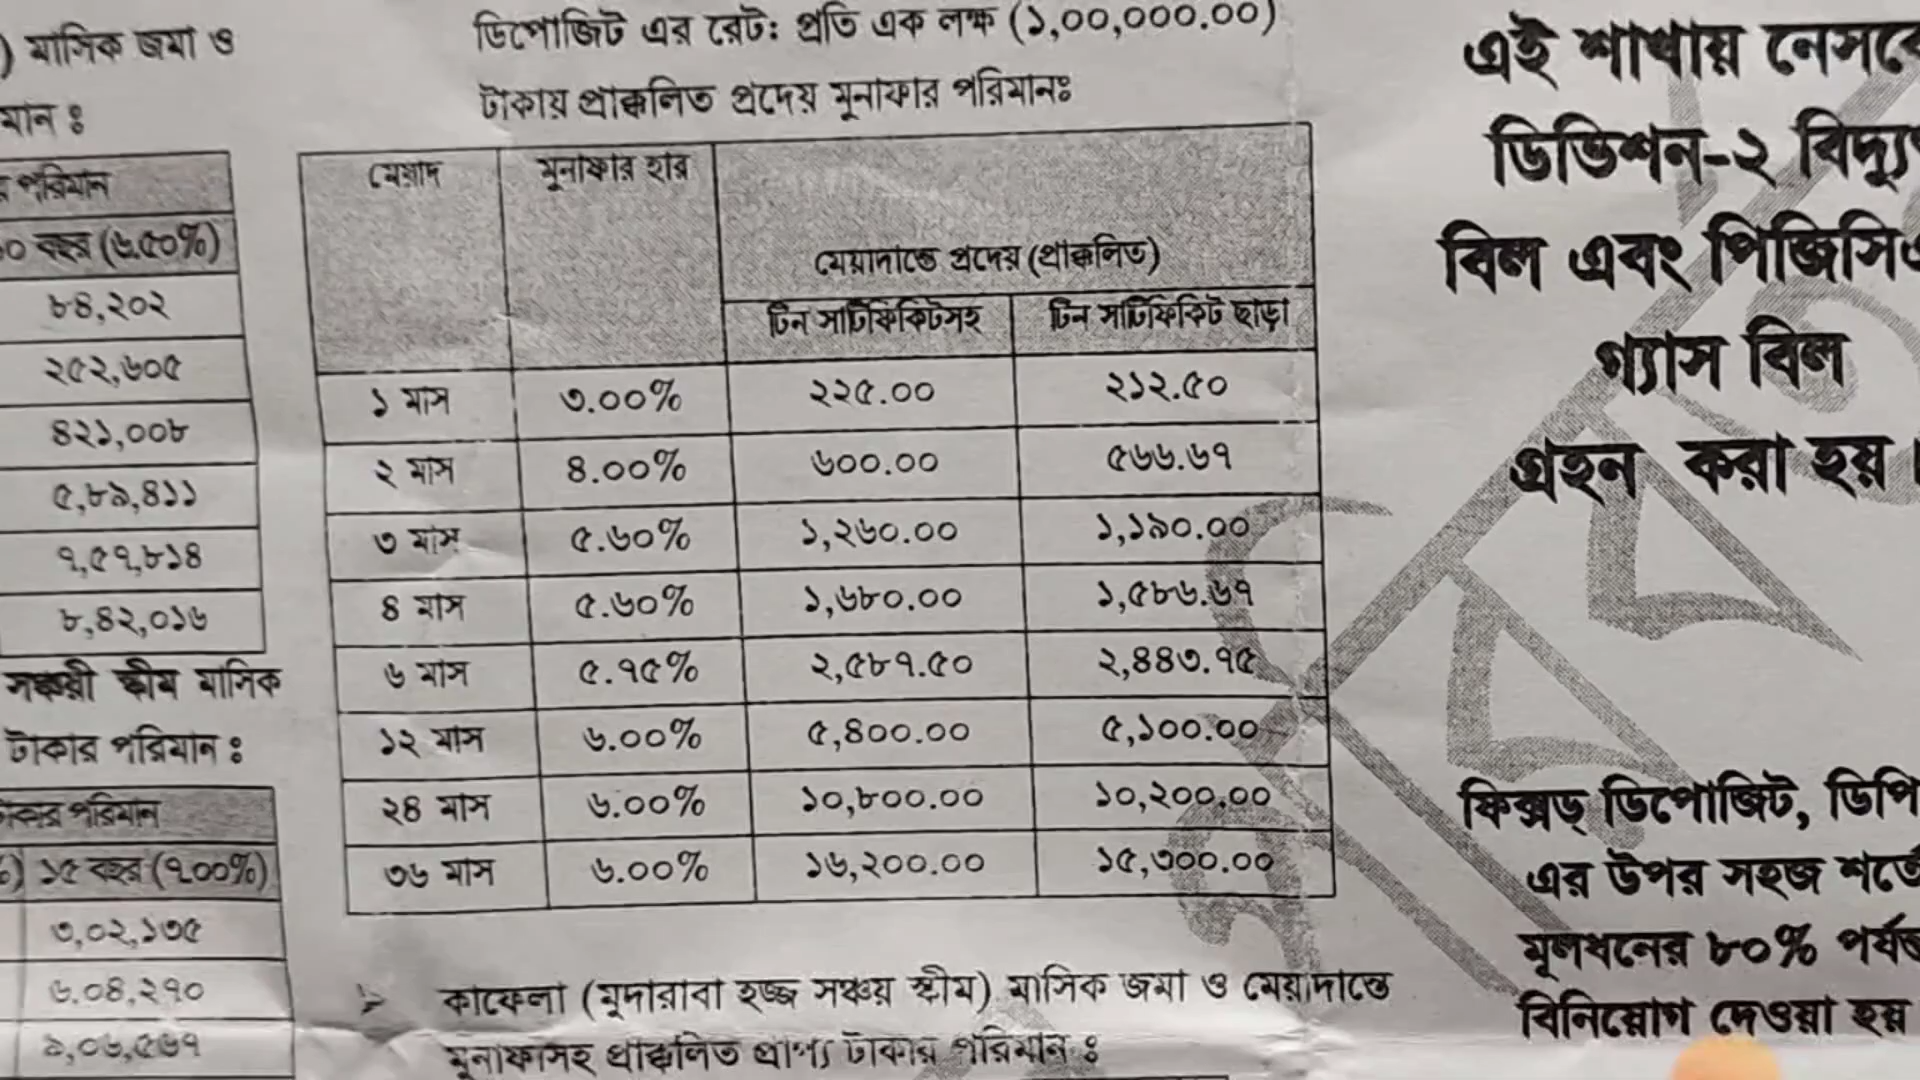 ) মাসিক জমা ও
মান ঃ
পরিমান
০ বছর (৬.৫০%)
৮৪,২০২
২৫২,৬০৫
৪২১,০০৮
৫,৮৯,৪১১
৭,৫৭,৮১৪
৮,৪২,০১৬
সঞ্চয়ী স্কীম মাসিক
টাকার পরিমান ঃ
টাকার পরিমান
১৫ বছর (৭.০০%)
৩,০২,১৩৫
৬.০৪,২৭০
৯,০৬,৫৬৭
ডিপোজিট এর রেট: প্রতি এক লক্ষ (১,০০,০০০.০০)
টাকায় প্রাক্কলিত প্রদেয় মুনাফার পরিমানঃ
মেয়াদ মুনাফার হার মেয়াদান্তে প্রদেয় (প্রাক্কলিত)
টিন সার্টিফিকিটসহ টিন সার্টিফিকিট ছাড়া
১ মাস ৩.০০% ২২৫.০০ ২১২.৫০
২ মাস ৪.০০% ৬০০.০০ ৫৬৬.৬৭
৩ মাস ৫.৬০% ১,২৬০.০০ ১,১৯০.০০
৪ মাস ৫.৬০% ১,৬৮০.০০ ১,৫৮৬.৬৭
৬ মাস ৫.৭৫% ২,৫৮৭.৫০ ২,৪৪৩.৭৫
১২ মাস ৬.০০% ৫,৪০০.০০ ৫,১০০.০০
২৪ মাস ৬.০০% ১০,৮০০.০০ ১০,২০০.০০
৩৬ মাস ৬.০০% ১৬,২০০.০০ ১৫,৩০০.০০
➢ কাফেলা (মুদারাবা হজ্জ সঞ্চয় স্কীম) মাসিক জমা ও মেয়াদান্তে
মুনাফাসহ প্রাক্কলিত প্রাপ্য টাকার পরিমান ঃ
এই শাখায় নেসকো
ডিভিশন-২ বিদ্যু
বিল এবং পিজিসি
গ্যাস বিল
গ্রহন করা হয় ।
ফিক্সড্ ডিপোজিট, ডিপি
এর উপর সহজ শর্তে
মূলধনের ৮০% পর্যন্ত
বিনিয়োগ দেওয়া হয়